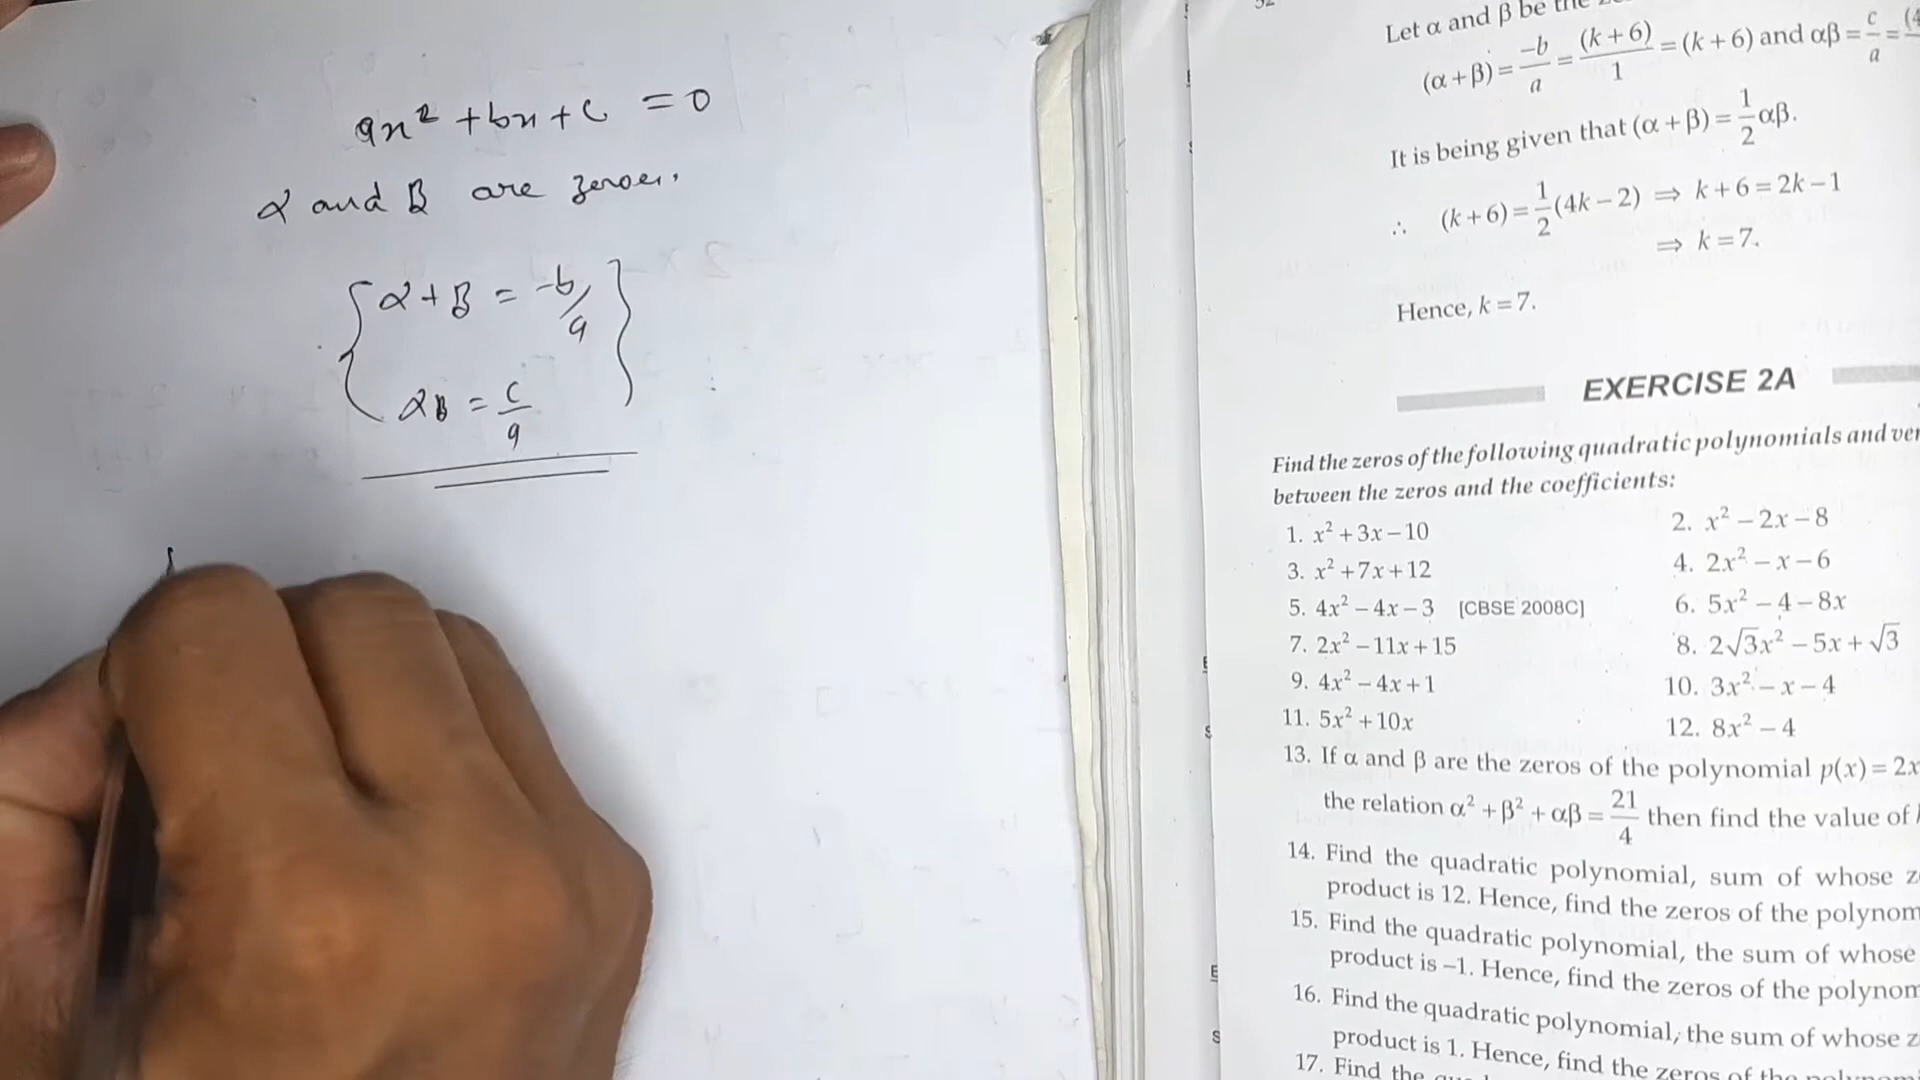 ax² + bx + c = 0
α and β are zeroes.
α + β = -b/a
αβ = c/a
Let α and β be the
(α + β) = -b/a = (k + 6)/1 = (k + 6) and αβ = c/a =
It is being given that (α + β) = 1/2 αβ.
∴ (k + 6) = 1/2 (4k − 2) ⇒ k + 6 = 2k − 1
⇒ k = 7.
Hence, k = 7.
EXERCISE 2A
Find the zeros of the following quadratic polynomials and
between the zeros and the coefficients:
1. x² + 3x − 10
2. x² − 2x − 8
3. x² + 7x + 12
4. 2x² − x − 6
5. 4x² − 4x − 3 [CBSE 2008C]
6. 5x² − 4 − 8x
7. 2x² − 11x + 15
8. 2√3x² − 5x + √3
9. 4x² − 4x + 1
10. 3x² − x − 4
11. 5x² + 10x
12. 8x² − 4
13. If α and β are the zeros of the polynomial p(x) = 2x
the relation α² + β² + αβ = 21/4 then find the value of
14. Find the quadratic polynomial, sum of whose
product is 12. Hence, find the zeros of the
15. Find the quadratic polynomial, the sum of whose
product is −1. Hence, find the zeros of the
16. Find the quadratic polynomial, the sum of whose
product is 1. Hence, find the zeros of the
17. Find the